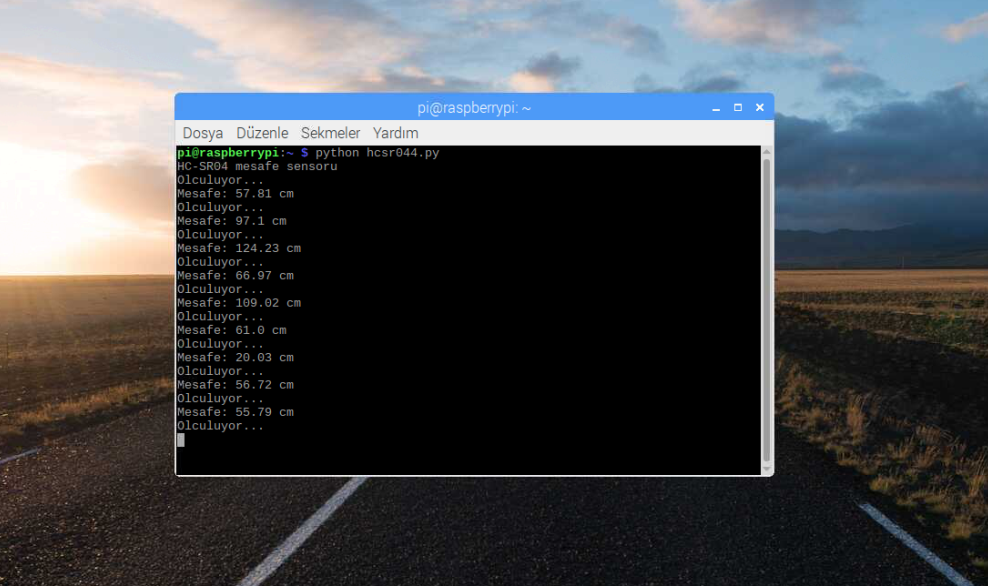 pi@raspberrypi: ~
Dosya Düzenle Sekmeler Yardım
pi@raspberrypi:~ $ python hcsr044.py
HC-SR04 mesafe sensoru
Olculuyor...
Mesafe: 57.81 cm
Olculuyor...
Mesafe: 97.1 cm
Olculuyor...
Mesafe: 124.23 cm
Olculuyor...
Mesafe: 66.97 cm
Olculuyor...
Mesafe: 109.02 cm
Olculuyor...
Mesafe: 61.0 cm
Olculuyor...
Mesafe: 20.03 cm
Olculuyor...
Mesafe: 56.72 cm
Olculuyor...
Mesafe: 55.79 cm
Olculuyor...